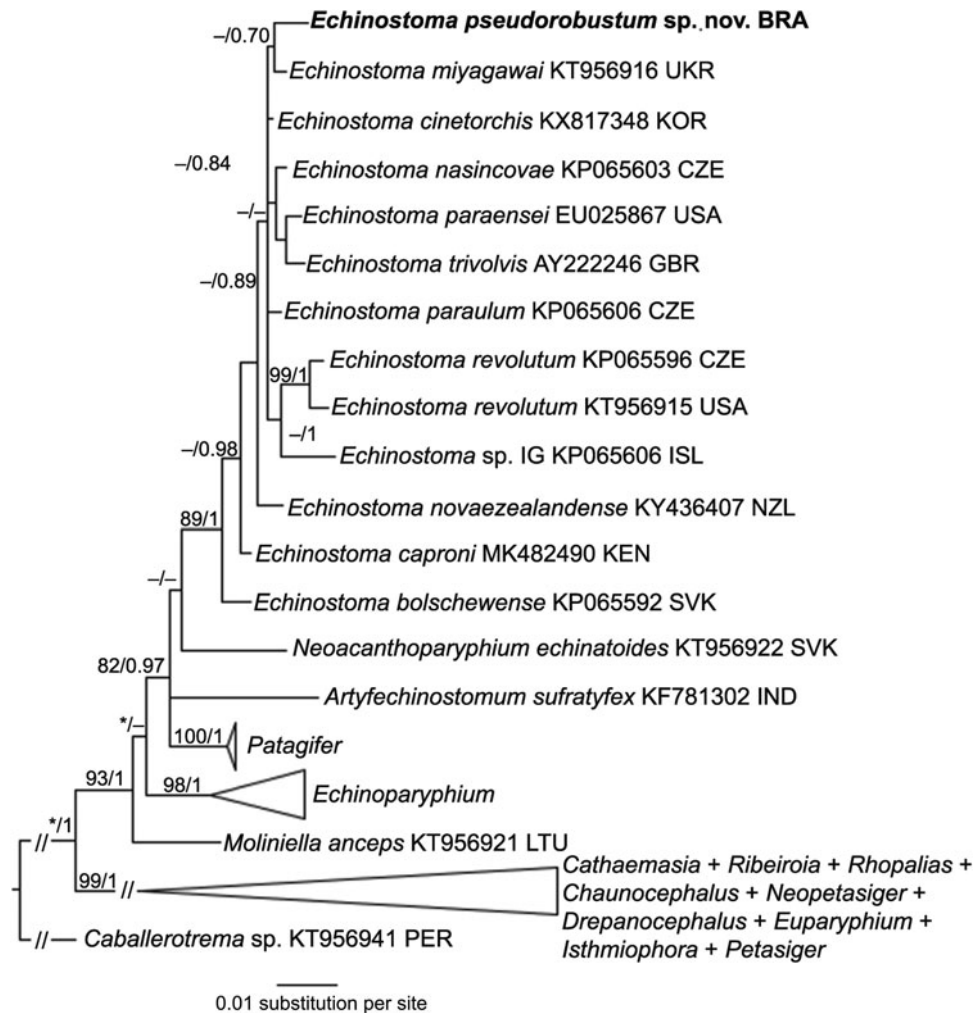 –/0.70
Echinostoma pseudorobustum sp. nov. BRA
Echinostoma miyagawai KT956916 UKR
Echinostoma cinetorchis KX817348 KOR
–/0.84
Echinostoma nasincovae KP065603 CZE
–/–
Echinostoma paraensei EU025867 USA
Echinostoma trivolvis AY222246 GBR
–/0.89
Echinostoma paraulum KP065606 CZE
Echinostoma revolutum KP065596 CZE
99/1
Echinostoma revolutum KT956915 USA
–/1
–/0.98
Echinostoma sp. IG KP065606 ISL
Echinostoma novaezealandense KY436407 NZL
89/1
Echinostoma caproni MK482490 KEN
–/–
Echinostoma bolschewense KP065592 SVK
Neoacanthoparyphium echinatoides KT956922 SVK
82/0.97
Artyfechinostomum sufratyfex KF781302 IND
*/–
100/1
Patagifer
93/1
98/1
Echinoparyphium
*/1
//
Moliniella anceps KT956921 LTU
99/1
//
Cathaemasia + Ribeiroia + Rhopalias +
Chaunocephalus + Neopetasiger +
Drepanocephalus + Euparyphium +
Isthmiophora + Petasiger
//
Caballerotrema sp. KT956941 PER
0.01 substitution per site